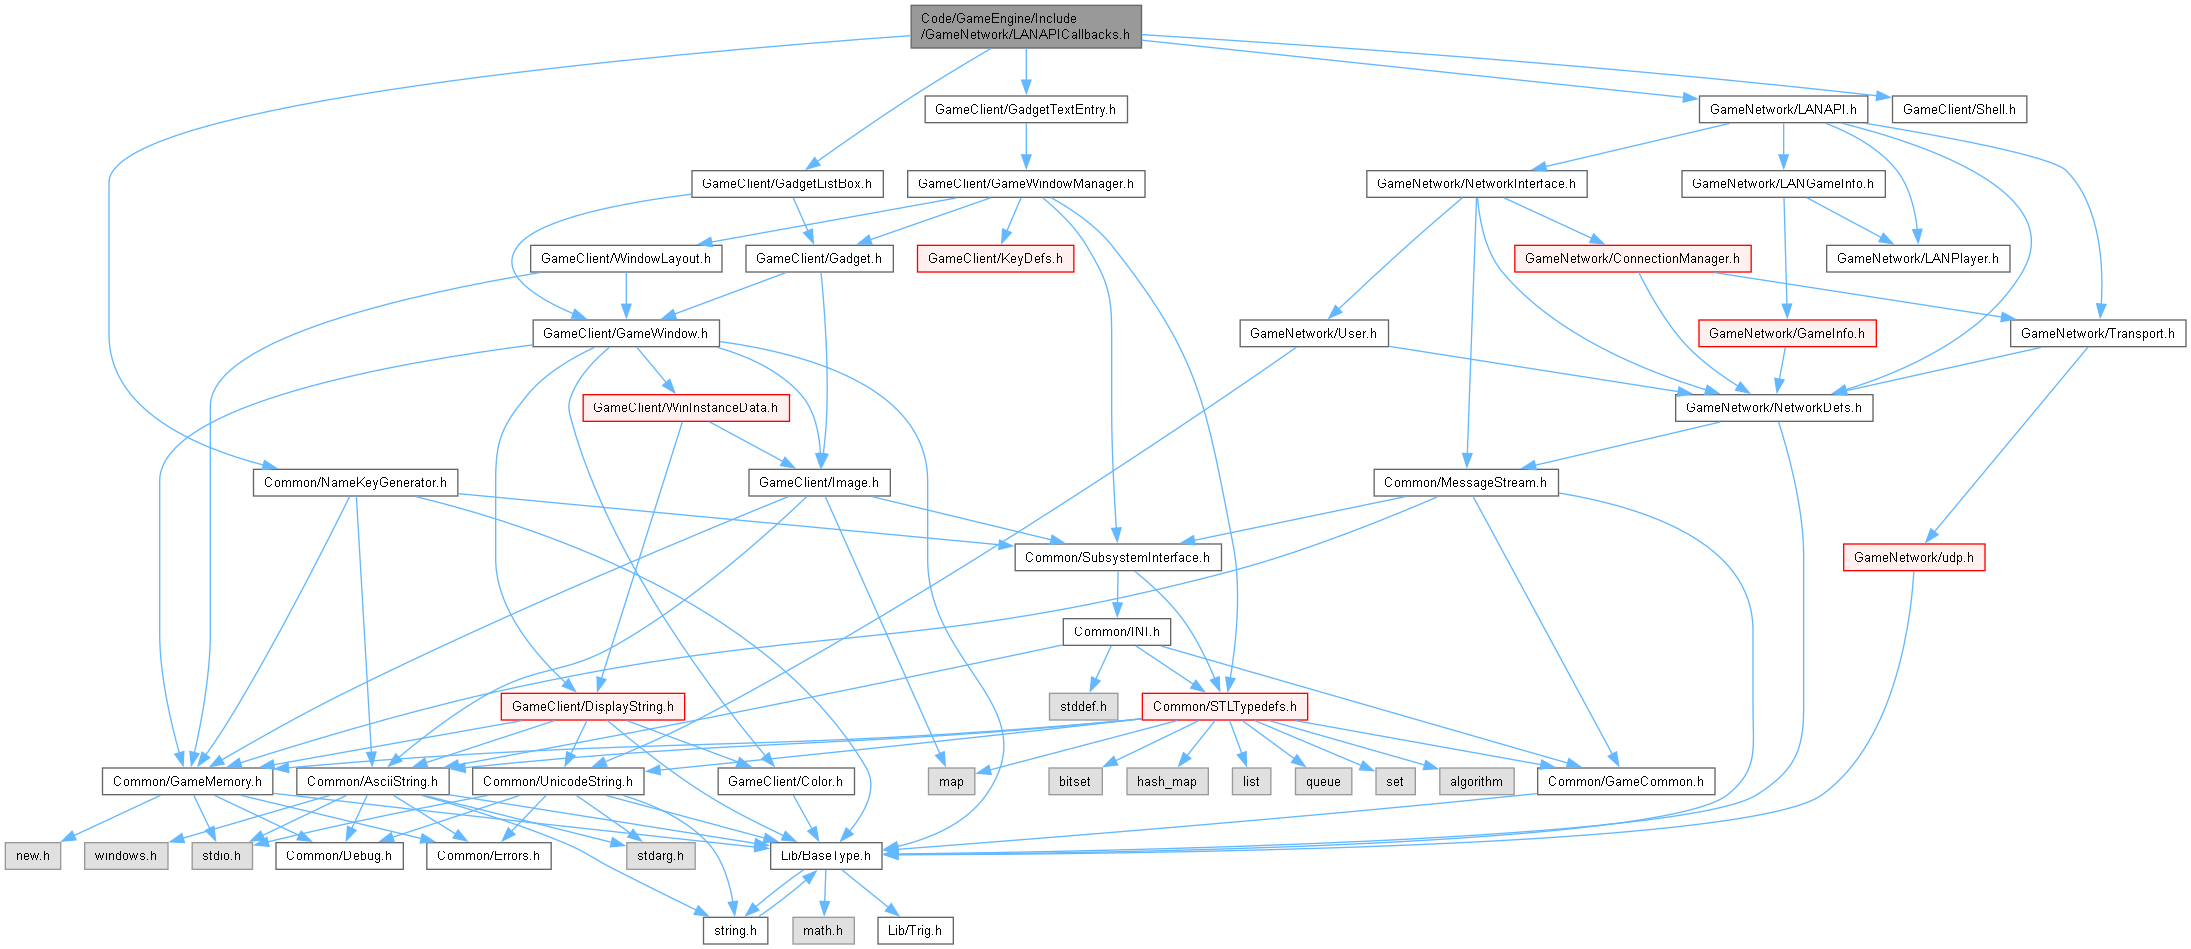 Code/GameEngine/Include
/GameNetwork/LANAPICallbacks.h
GameClient/GadgetTextEntry.h
GameNetwork/LANAPI.h
GameClient/Shell.h
GameClient/GadgetListBox.h
GameClient/GameWindowManager.h
GameNetwork/NetworkInterface.h
GameNetwork/LANGameInfo.h
GameClient/WindowLayout.h
GameClient/Gadget.h
GameClient/KeyDefs.h
GameNetwork/ConnectionManager.h
GameNetwork/LANPlayer.h
GameClient/GameWindow.h
GameNetwork/User.h
GameNetwork/GameInfo.h
GameNetwork/Transport.h
GameClient/WinInstanceData.h
GameNetwork/NetworkDefs.h
Common/NameKeyGenerator.h
GameClient/Image.h
Common/MessageStream.h
Common/SubsystemInterface.h
GameNetwork/udp.h
Common/INI.h
stddef.h
GameClient/DisplayString.h
Common/STLTypedefs.h
Common/GameMemory.h
Common/AsciiString.h
Common/UnicodeString.h
GameClient/Color.h
map
bitset
hash_map
list
queue
set
algorithm
Common/GameCommon.h
new.h
windows.h
stdio.h
Common/Debug.h
Common/Errors.h
stdarg.h
Lib/BaseType.h
string.h
math.h
Lib/Trig.h